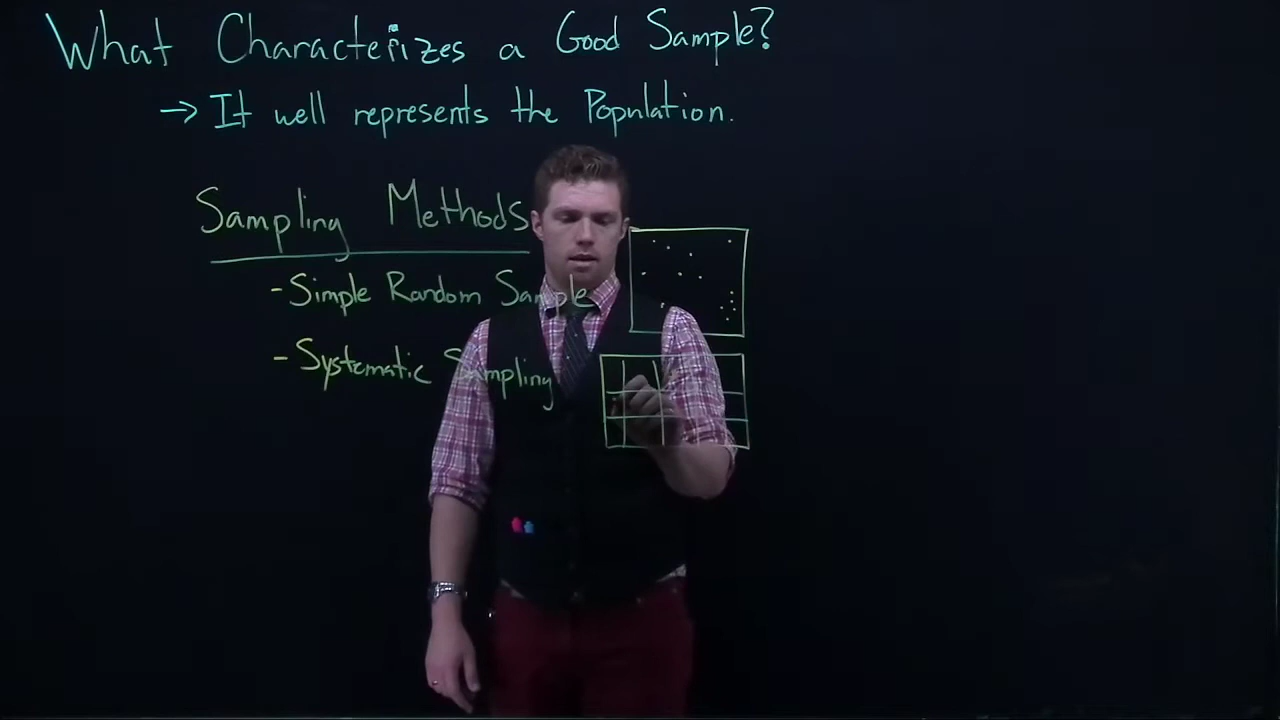 What Characterizes a Good Sample?
→ It well represents the Population.
Sampling Methods
- Simple Random Sample
- Systematic Sampling